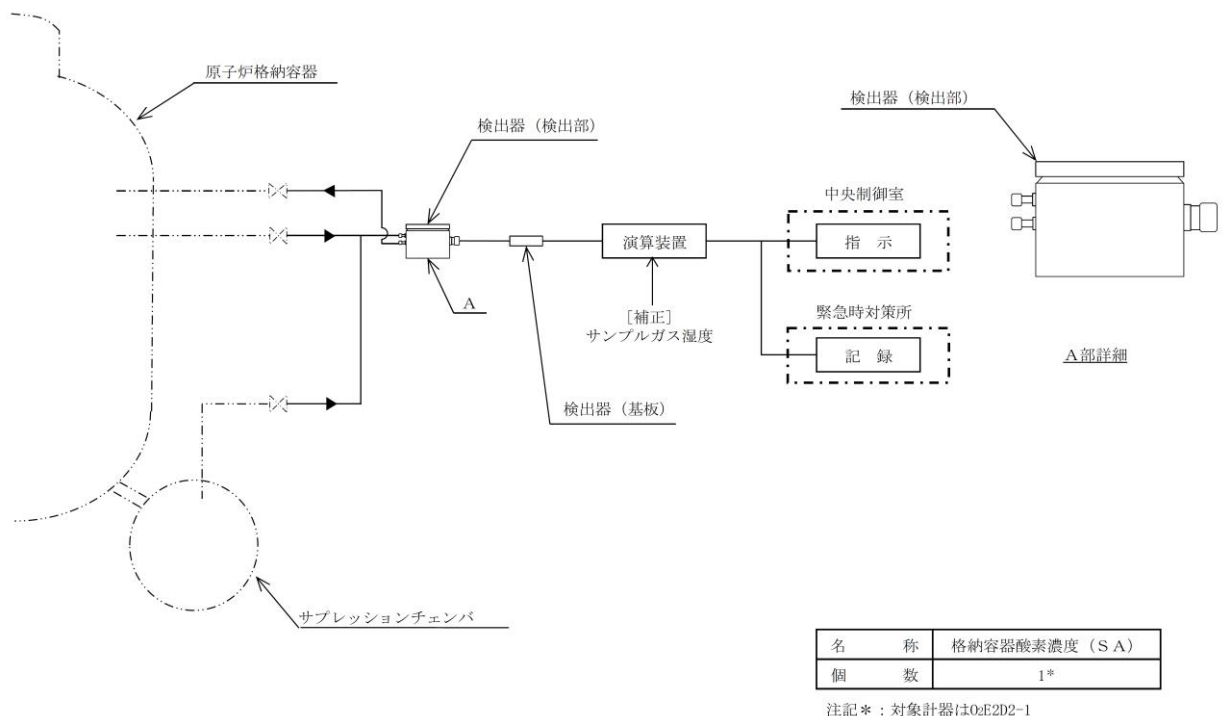 原子炉格納容器
検出器（検出部）
A
検出器（基板）
演算装置
［補正］
サンプルガス湿度
中央制御室
指　示
緊急時対策所
記　録
サプレッションチェンバ
検出器（検出部）
A部詳細
名　称　格納容器酸素濃度（ＳＡ）
個　数　1*
注記＊：対象計器はO2E2D2-1